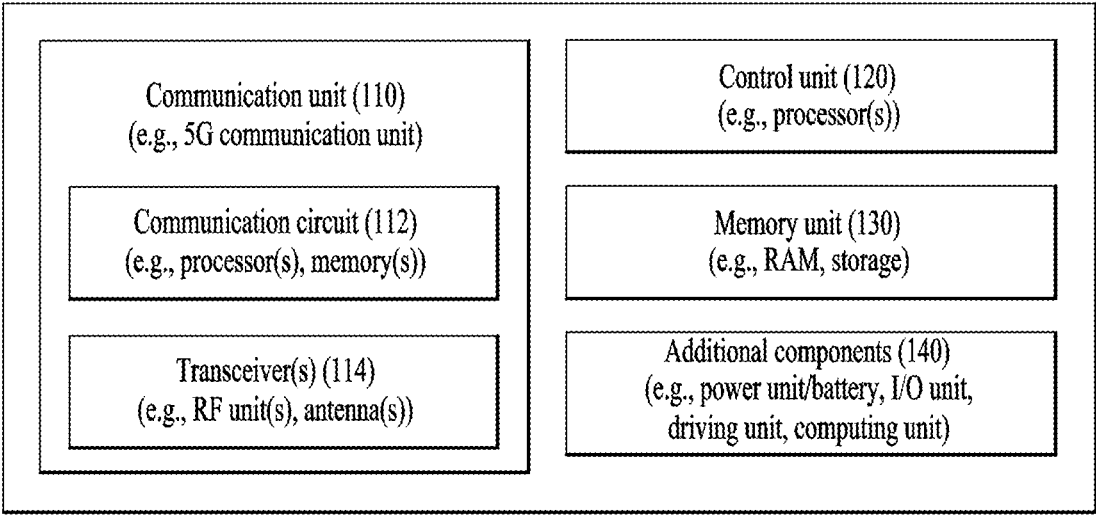 Communication unit (110)
(e.g., 5G communication unit)
Communication circuit (112)
(e.g., processor(s), memory(s))
Transceiver(s) (114)
(e.g., RF unit(s), antenna(s))
Control unit (120)
(e.g., processor(s))
Memory unit (130)
(e.g., RAM, storage)
Additional components (140)
(e.g., power unit/battery, I/O unit,
driving unit, computing unit)